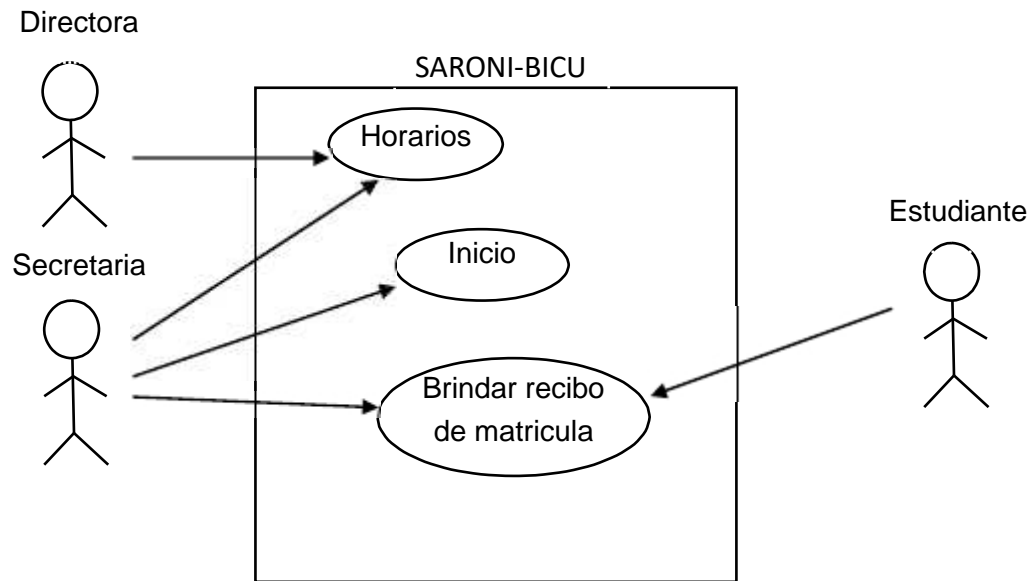 Directora
SARONI-BICU
Horarios
Estudiante
Inicio
Secretaria
Brindar recibo
de matricula